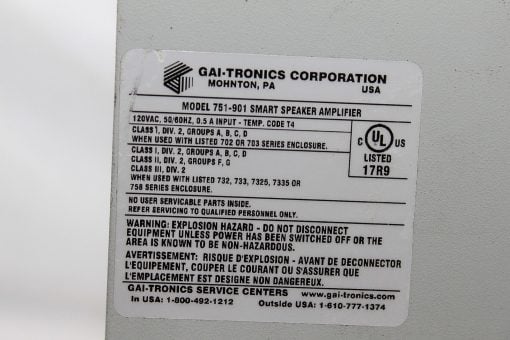 GAI-TRONICS CORPORATION
MOHNTON, PA USA
MODEL 751-901 SMART SPEAKER AMPLIFIER
120VAC, 50/60HZ, 0.5 A INPUT - TEMP. CODE T4
CLASS I, DIV. 2, GROUPS A, B, C, D
WHEN USED WITH LISTED 702 OR 703 SERIES ENCLOSURE.
CLASS I, DIV. 2, GROUPS A, B, C, D
CLASS II, DIV. 2, GROUPS F, G
CLASS III, DIV. 2
WHEN USED WITH LISTED 732, 733, 7325, 7335 OR
758 SERIES ENCLOSURE.
C UL US
LISTED
17R9
NO USER SERVICABLE PARTS INSIDE.
REFER SERVICING TO QUALIFIED PERSONNEL ONLY.
WARNING: EXPLOSION HAZARD - DO NOT DISCONNECT
EQUIPMENT UNLESS POWER HAS BEEN SWITCHED OFF OR THE
AREA IS KNOWN TO BE NON-HAZARDOUS.
AVERTISSEMENT: RISQUE D'EXPLOSION - AVANT DE DECONNECTOR
L'EQUIPEMENT, COUPER LE COURANT OU S'ASSURER QUE
L'EMPLACEMENT EST DESIGNE NON DANGEREUX.
GAI-TRONICS SERVICE CENTERS www.gai-tronics.com
In USA: 1-800-492-1212 Outside USA: 1-610-777-1374